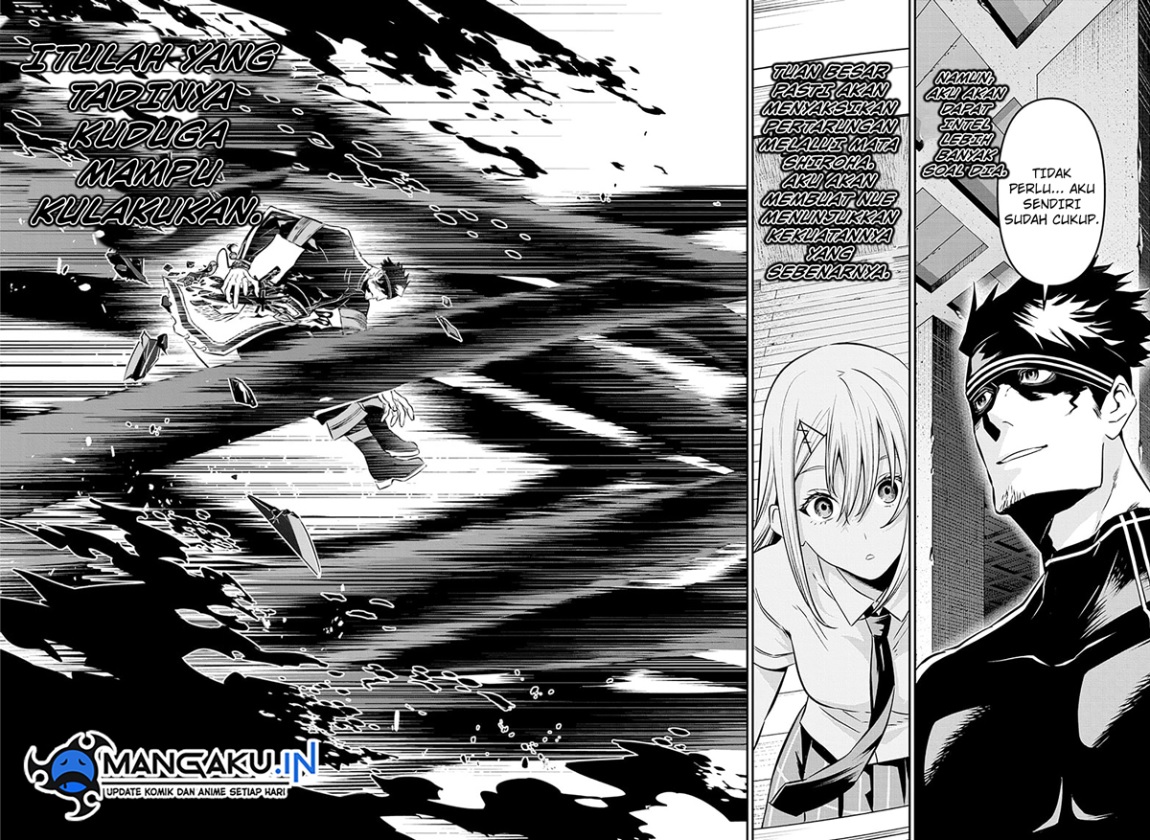 TIDAK
PERLU... AKU
SENDIRI
SUDAH CUKUP.
NAMUN,
AKU AKAN
DAPAT
INTEL
LEBIH
BANYAK
SOAL DIA.
TUAN BESAR
PASTI AKAN
MENYAKSIKAN
PERTARUNGAN
MELALUI MATA
SHIROHA.
AKU AKAN
MEMBUAT NUE
MENUNJUKKAN
KEKUATANNYA
YANG
SEBENARNYA.
ITULAH YANG
TADINYA
KUDUGA
MAMPU
KULAKUKAN.
MANGAKU.IN
UPDATE KOMIK DAN ANIME SETIAP HARI